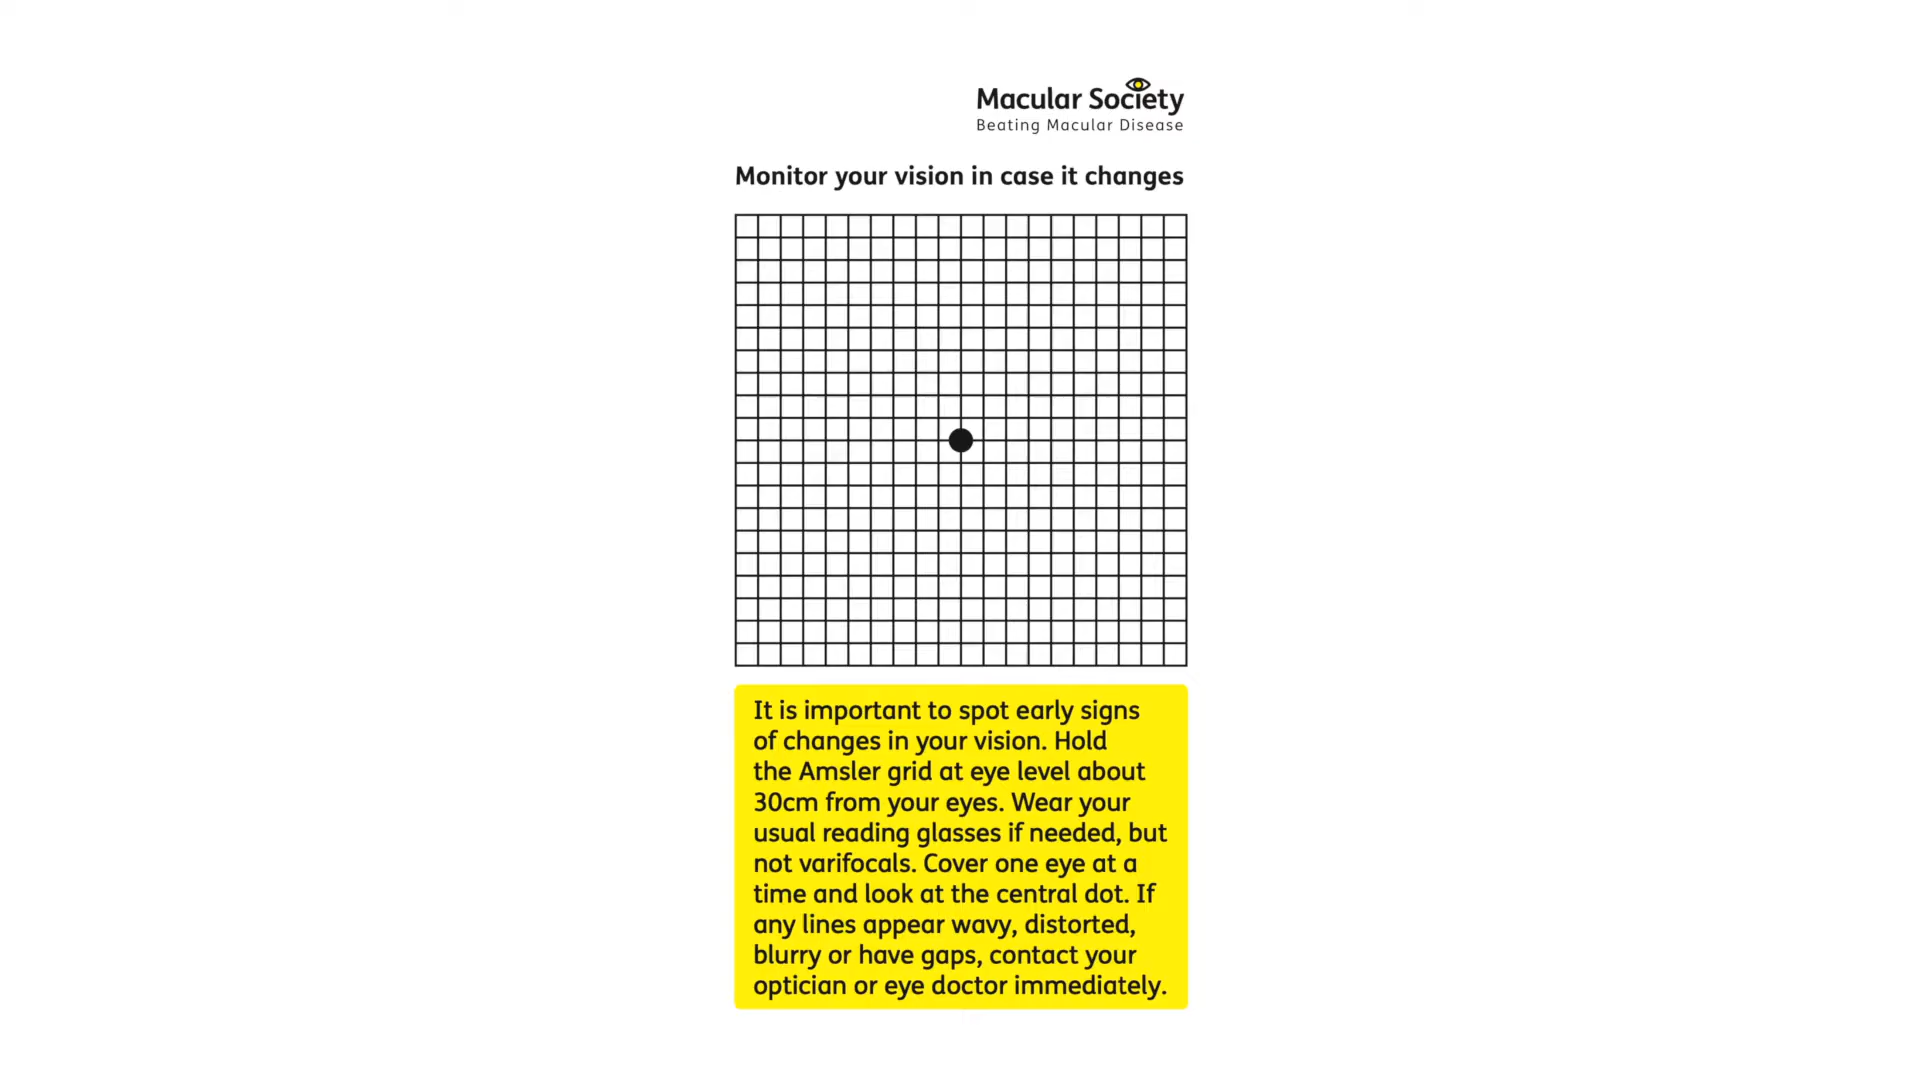 Macular Society
Beating Macular Disease
Monitor your vision in case it changes
It is important to spot early signs
of changes in your vision. Hold
the Amsler grid at eye level about
30cm from your eyes. Wear your
usual reading glasses if needed, but
not varifocals. Cover one eye at a
time and look at the central dot. If
any lines appear wavy, distorted,
blurry or have gaps, contact your
optician or eye doctor immediately.